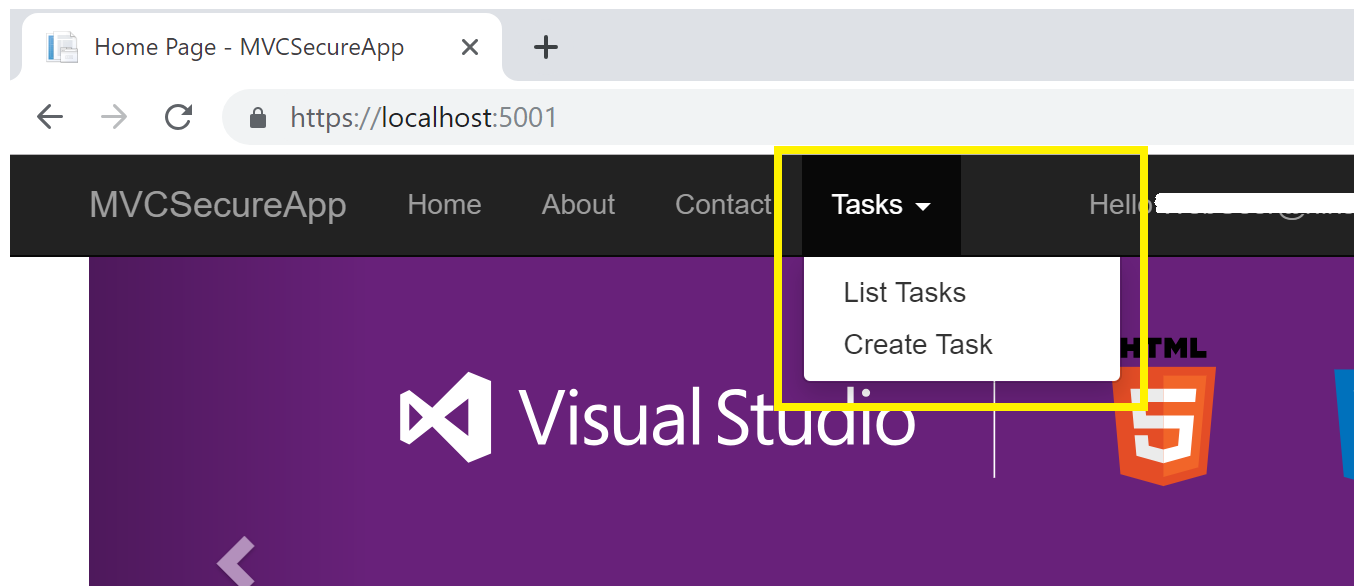 Home Page - MVCSecureApp
https://localhost:5001
MVCSecureApp Home About Contact Tasks Hello
List Tasks
Create Task
HTML
Visual Studio
5